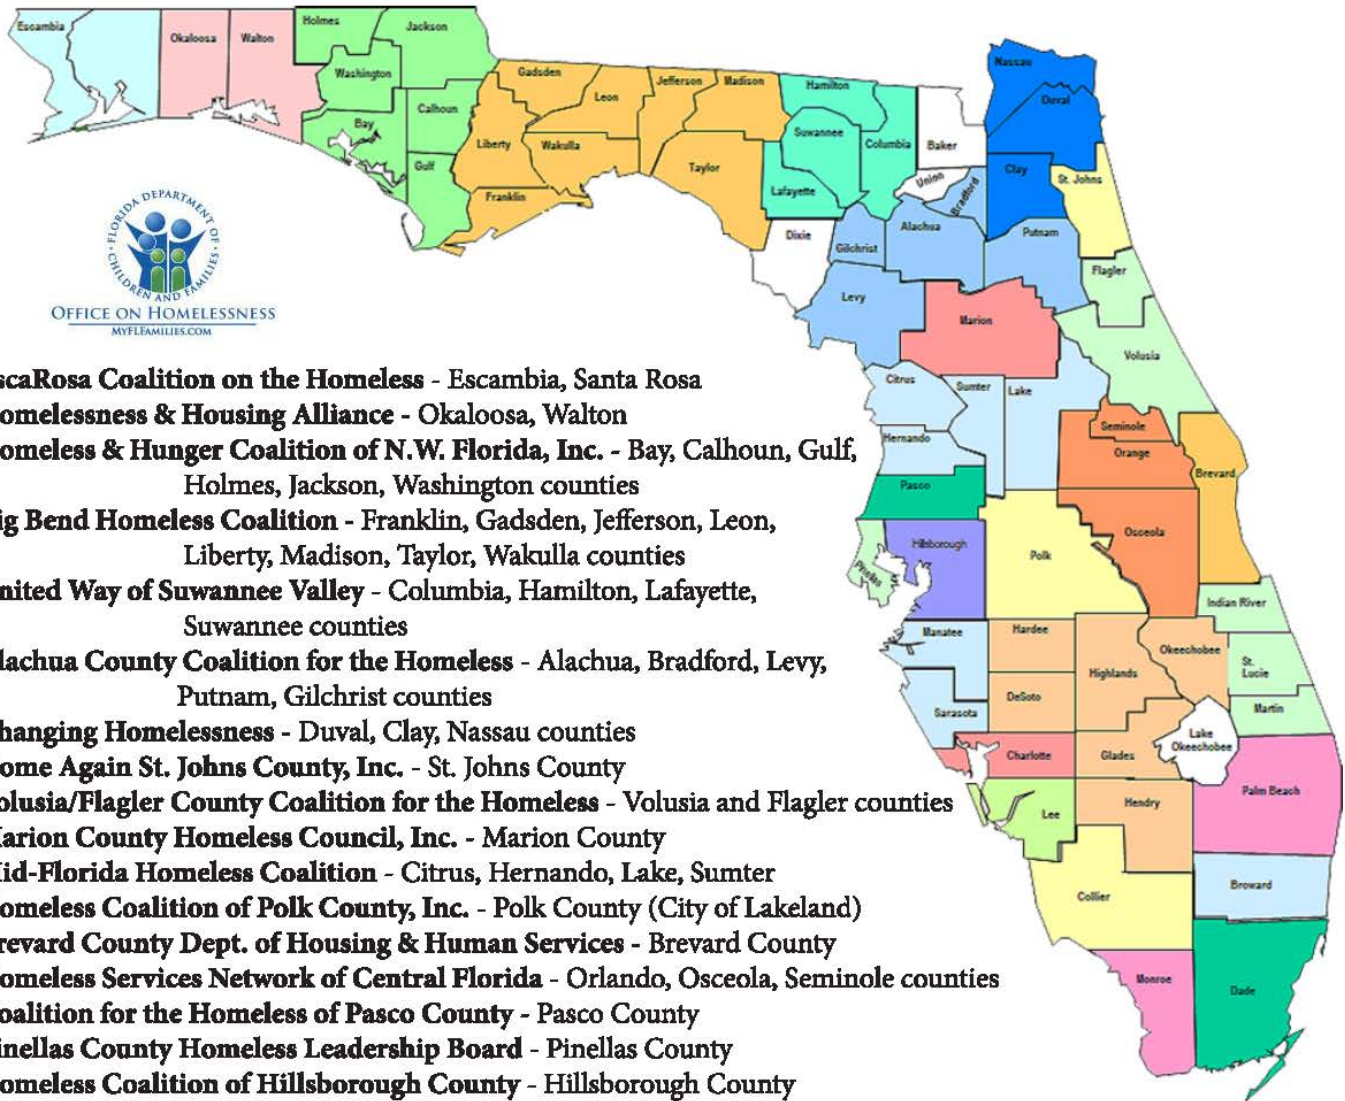 Escambia
Okaloosa
Walton
Holmes
Jackson
Washington
Bay
Calhoun
Gulf
Gadsden
Leon
Liberty
Wakulla
Franklin
Jefferson
Madison
Taylor
Hamilton
Suwannee
Columbia
Lafayette
Baker
Union
Bradford
Nassau
Duval
Clay
St. Johns
Dixie
Gilchrist
Alachua
Putnam
Levy
Flagler
Marion
Volusia
FLORIDA DEPARTMENT OF
CHILDREN AND FAMILIES
OFFICE ON HOMELESSNESS
MYFLFAMILIES.COM
Citrus
Sumter
Lake
Hernando
Seminole
Orange
Pasco
Brevard
Hillsborough
Pinellas
Polk
Osceola
Indian River
Manatee
Hardee
Highlands
Okeechobee
St.
Lucie
DeSoto
Sarasota
Martin
Charlotte
Glades
Lake
Okeechobee
Lee
Hendry
Palm Beach
Collier
Broward
Monroe
Dade
scaRosa Coalition on the Homeless - Escambia, Santa Rosa
omelessness & Housing Alliance - Okaloosa, Walton
omeless & Hunger Coalition of N.W. Florida, Inc. - Bay, Calhoun, Gulf,
Holmes, Jackson, Washington counties
ig Bend Homeless Coalition - Franklin, Gadsden, Jefferson, Leon,
Liberty, Madison, Taylor, Wakulla counties
nited Way of Suwannee Valley - Columbia, Hamilton, Lafayette,
Suwannee counties
lachua County Coalition for the Homeless - Alachua, Bradford, Levy,
Putnam, Gilchrist counties
hanging Homelessness - Duval, Clay, Nassau counties
ome Again St. Johns County, Inc. - St. Johns County
olusia/Flagler County Coalition for the Homeless - Volusia and Flagler counties
arion County Homeless Council, Inc. - Marion County
id-Florida Homeless Coalition - Citrus, Hernando, Lake, Sumter
omeless Coalition of Polk County, Inc. - Polk County (City of Lakeland)
revard County Dept. of Housing & Human Services - Brevard County
omeless Services Network of Central Florida - Orlando, Osceola, Seminole counties
oalition for the Homeless of Pasco County - Pasco County
inellas County Homeless Leadership Board - Pinellas County
omeless Coalition of Hillsborough County - Hillsborough County